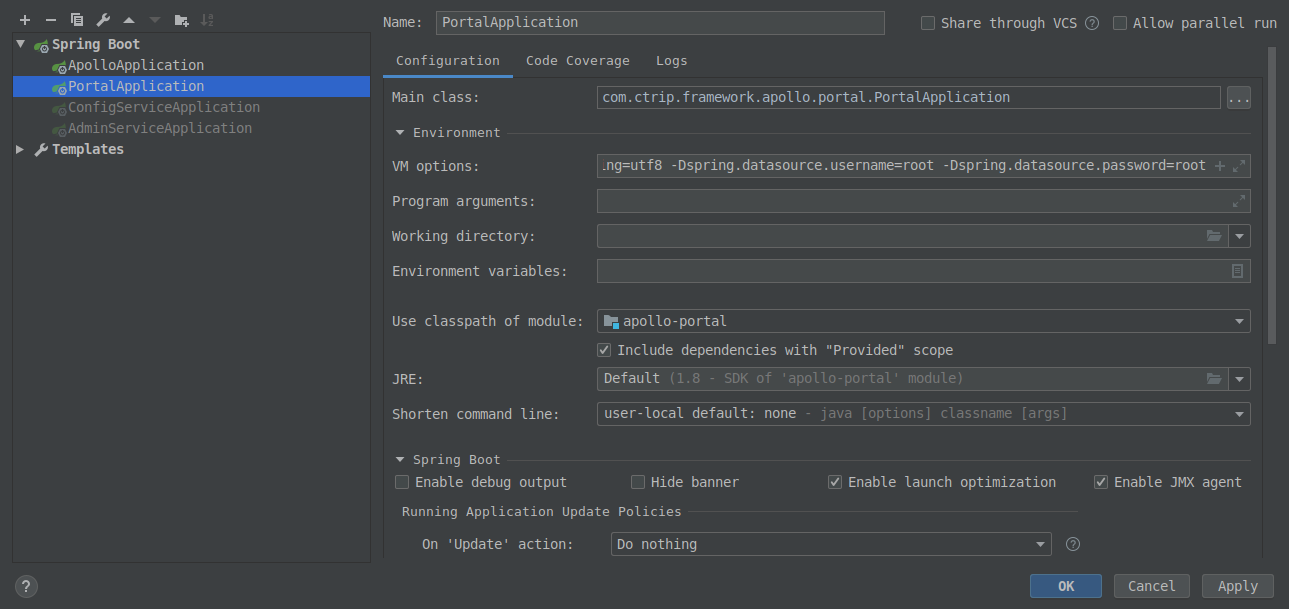 Name: PortalApplication Share through VCS ? Allow parallel run
Spring Boot
ApolloApplication
PortalApplication
ConfigServiceApplication
AdminServiceApplication
Templates
Configuration Code Coverage Logs
Main class: com.ctrip.framework.apollo.portal.PortalApplication ...
Environment
VM options: ing=utf8 -Dspring.datasource.username=root -Dspring.datasource.password=root
Program arguments:
Working directory:
Environment variables:
Use classpath of module: apollo-portal
Include dependencies with "Provided" scope
JRE: Default (1.8 - SDK of 'apollo-portal' module)
Shorten command line: user-local default: none - java [options] classname [args]
Spring Boot
Enable debug output Hide banner Enable launch optimization Enable JMX agent
Running Application Update Policies
On 'Update' action: Do nothing ?
? OK Cancel Apply